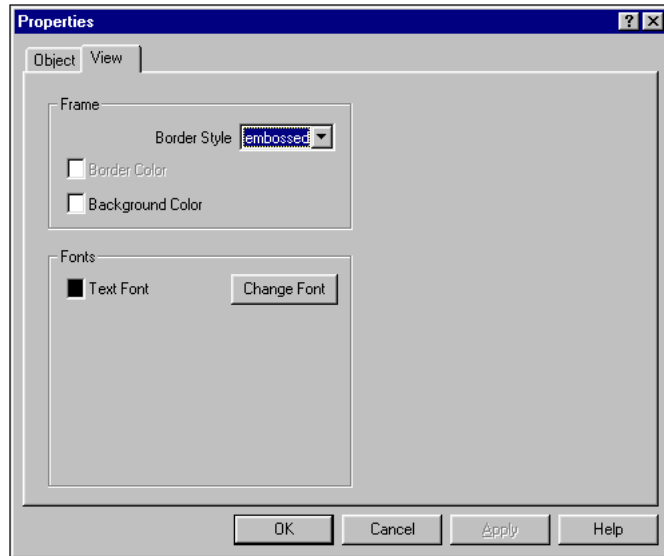 Properties
Object View
Frame
Border Style embossed
Border Color
Background Color
Fonts
Text Font Change Font
OK Cancel Apply Help